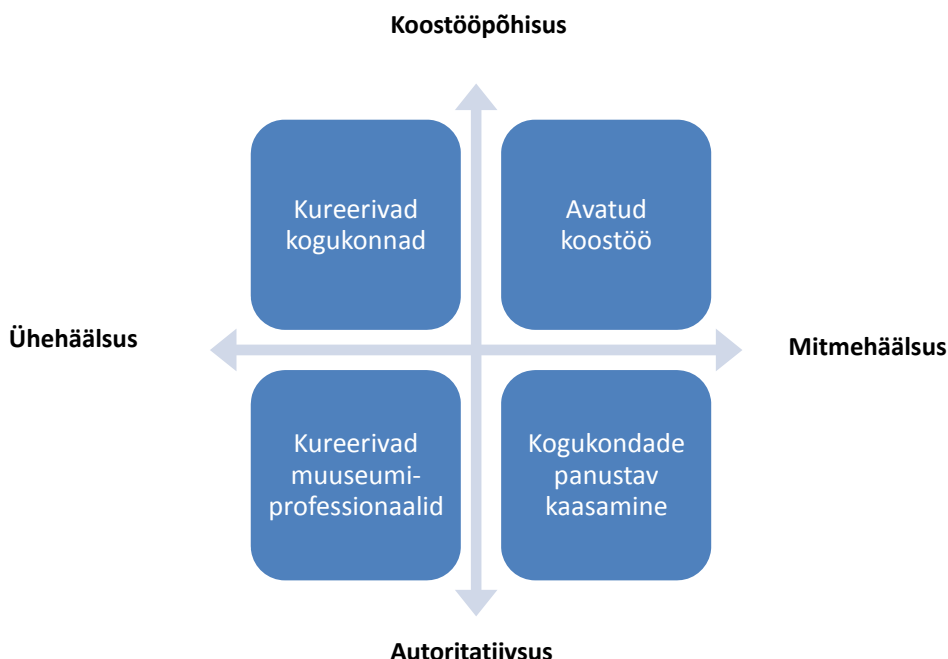 Koostööpõhisus
Kureerivad
kogukonnad
Avatud
koostöö
Ühehäälsus
Mitmehäälsus
Kureerivad
muuseumi-
professionaalid
Kogukondade
panustav
kaasamine
Autoritatiivsus